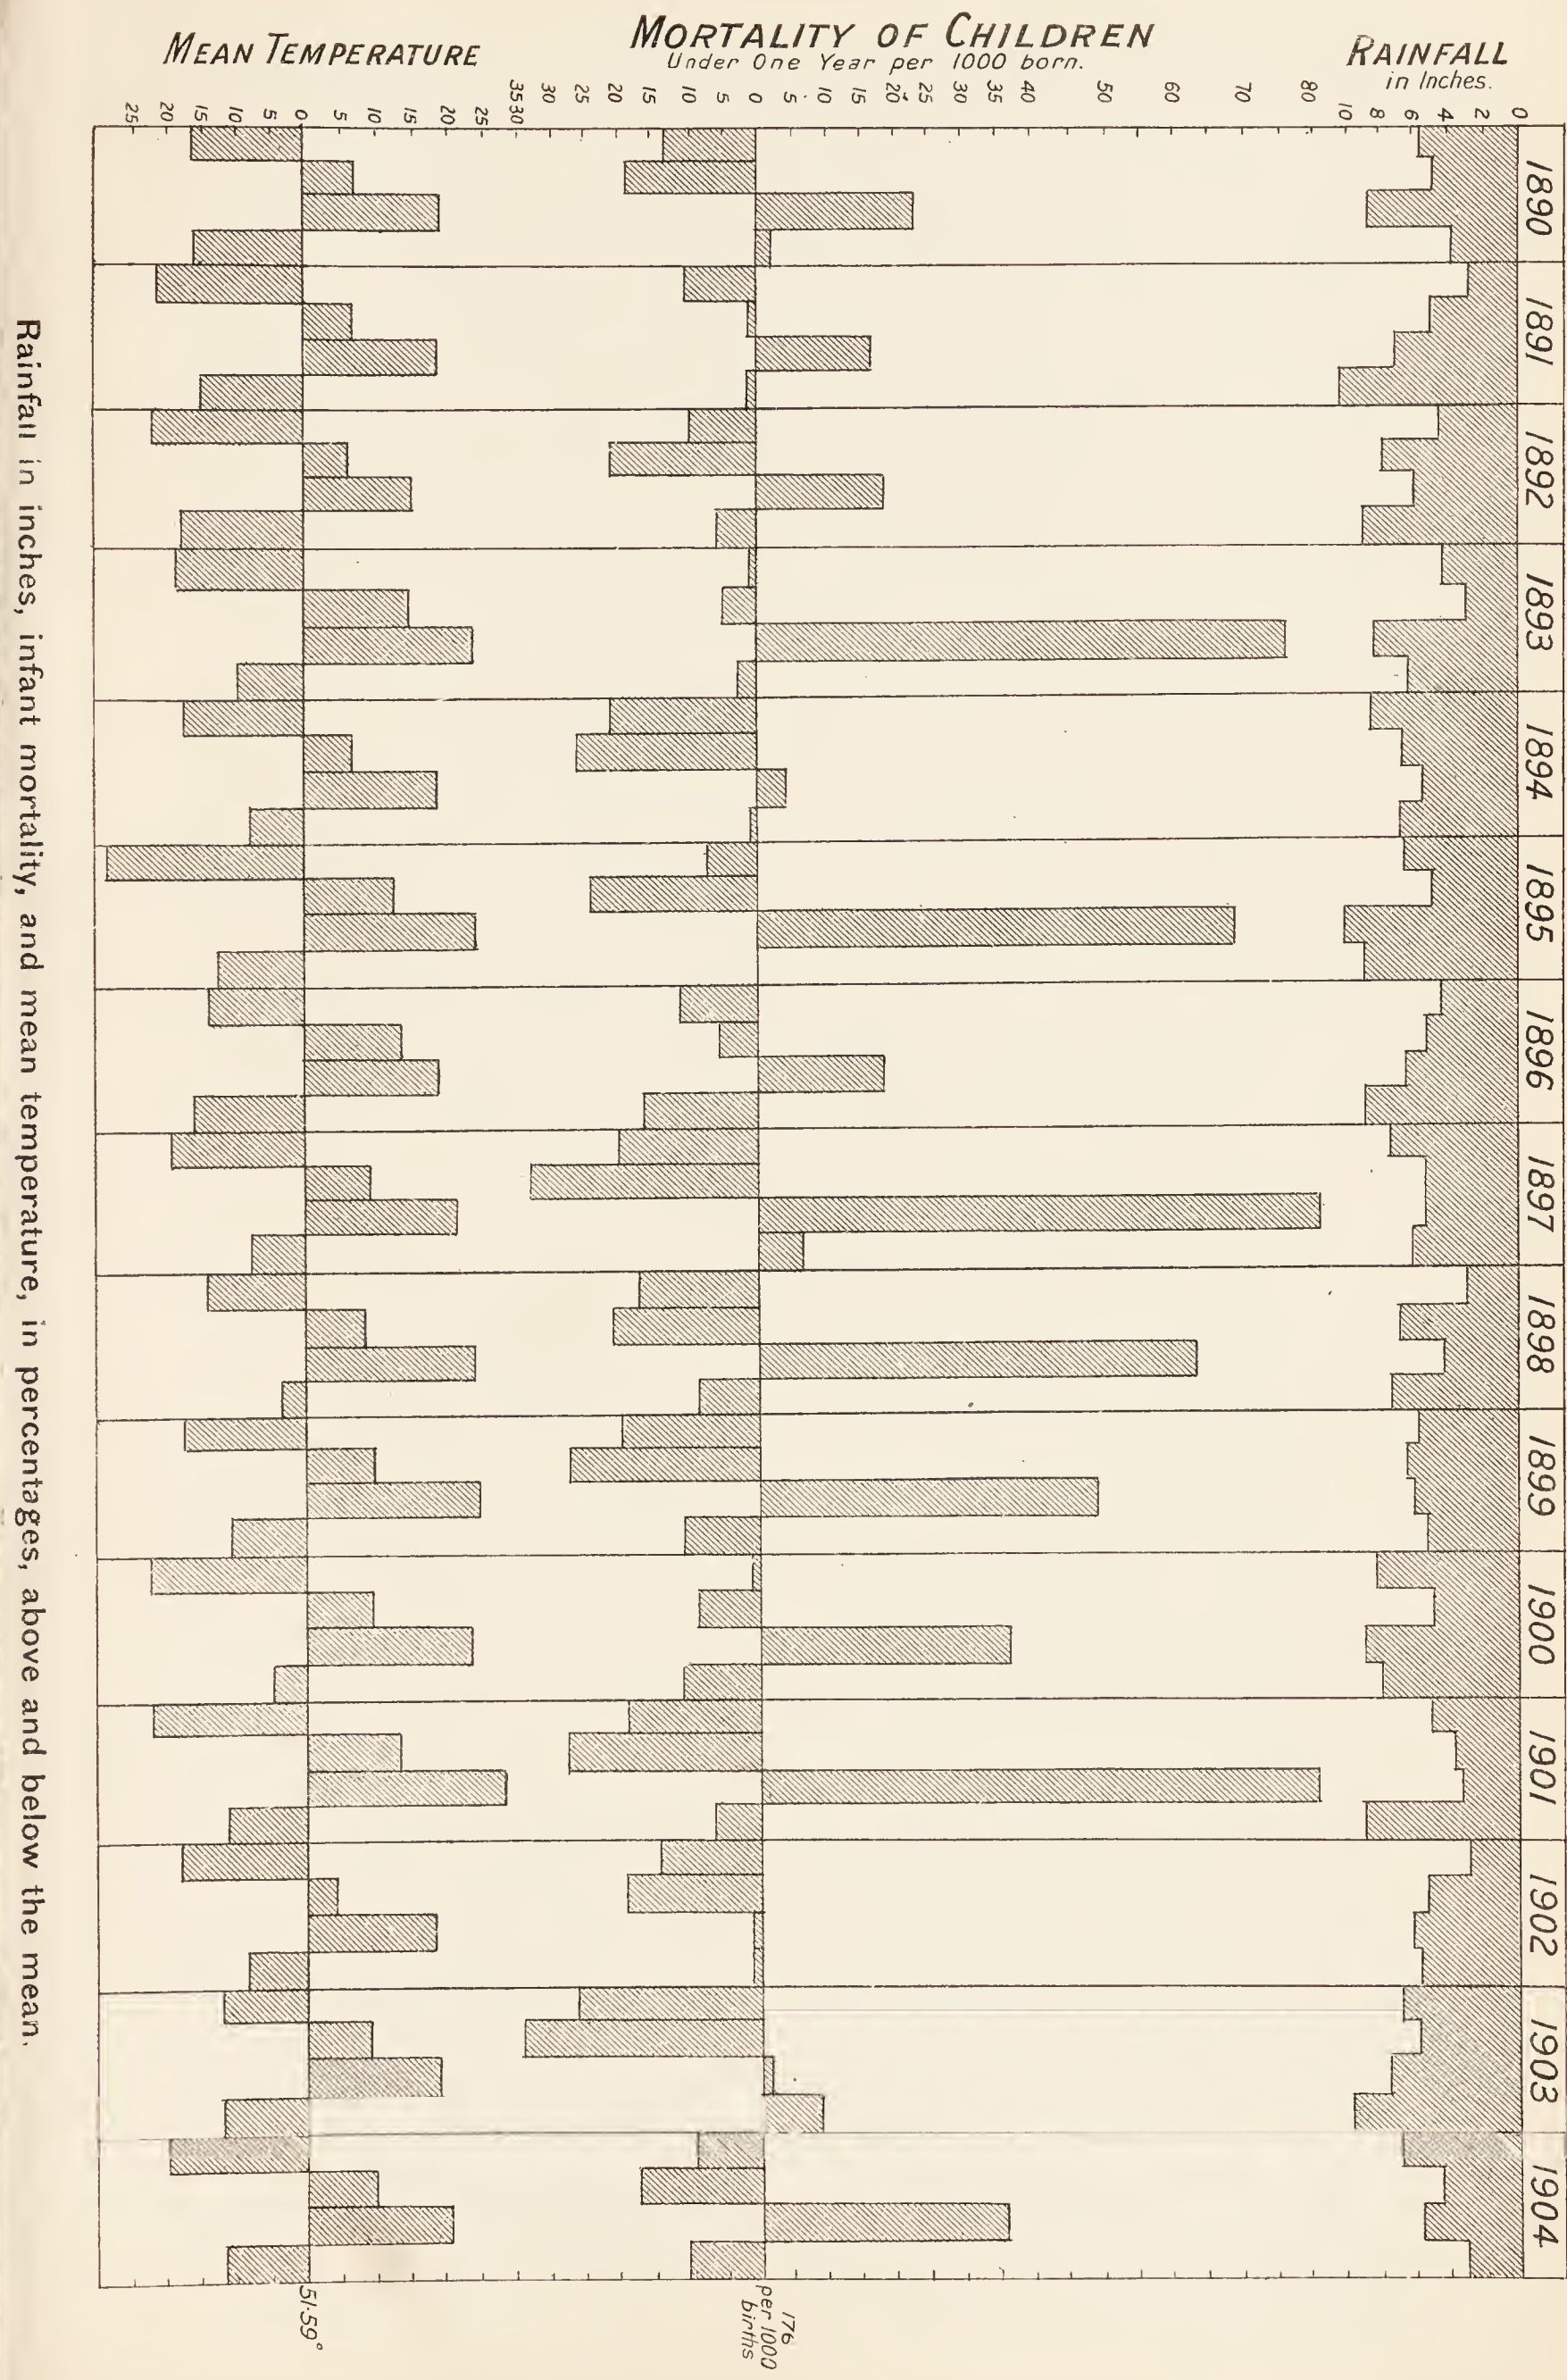 MEAN TEMPERATURE
MORTALITY OF CHILDREN
Under One Year per 1000 born.
RAINFALL
in Inches.
25 20 15 10 5 0 5 10 15 20 25 30
35 30 25 20 15 10 5 0 5 10 15 20 25 30 35 40 50 60 70 80
10 8 6 4 2 0
1890
1891
1892
1893
1894
1895
1896
1897
1898
1899
1900
1901
1902
1903
1904
51·59°
176
per 1000
births
Rainfall in inches, infant mortality, and mean temperature, in percentages, above and below the mean.